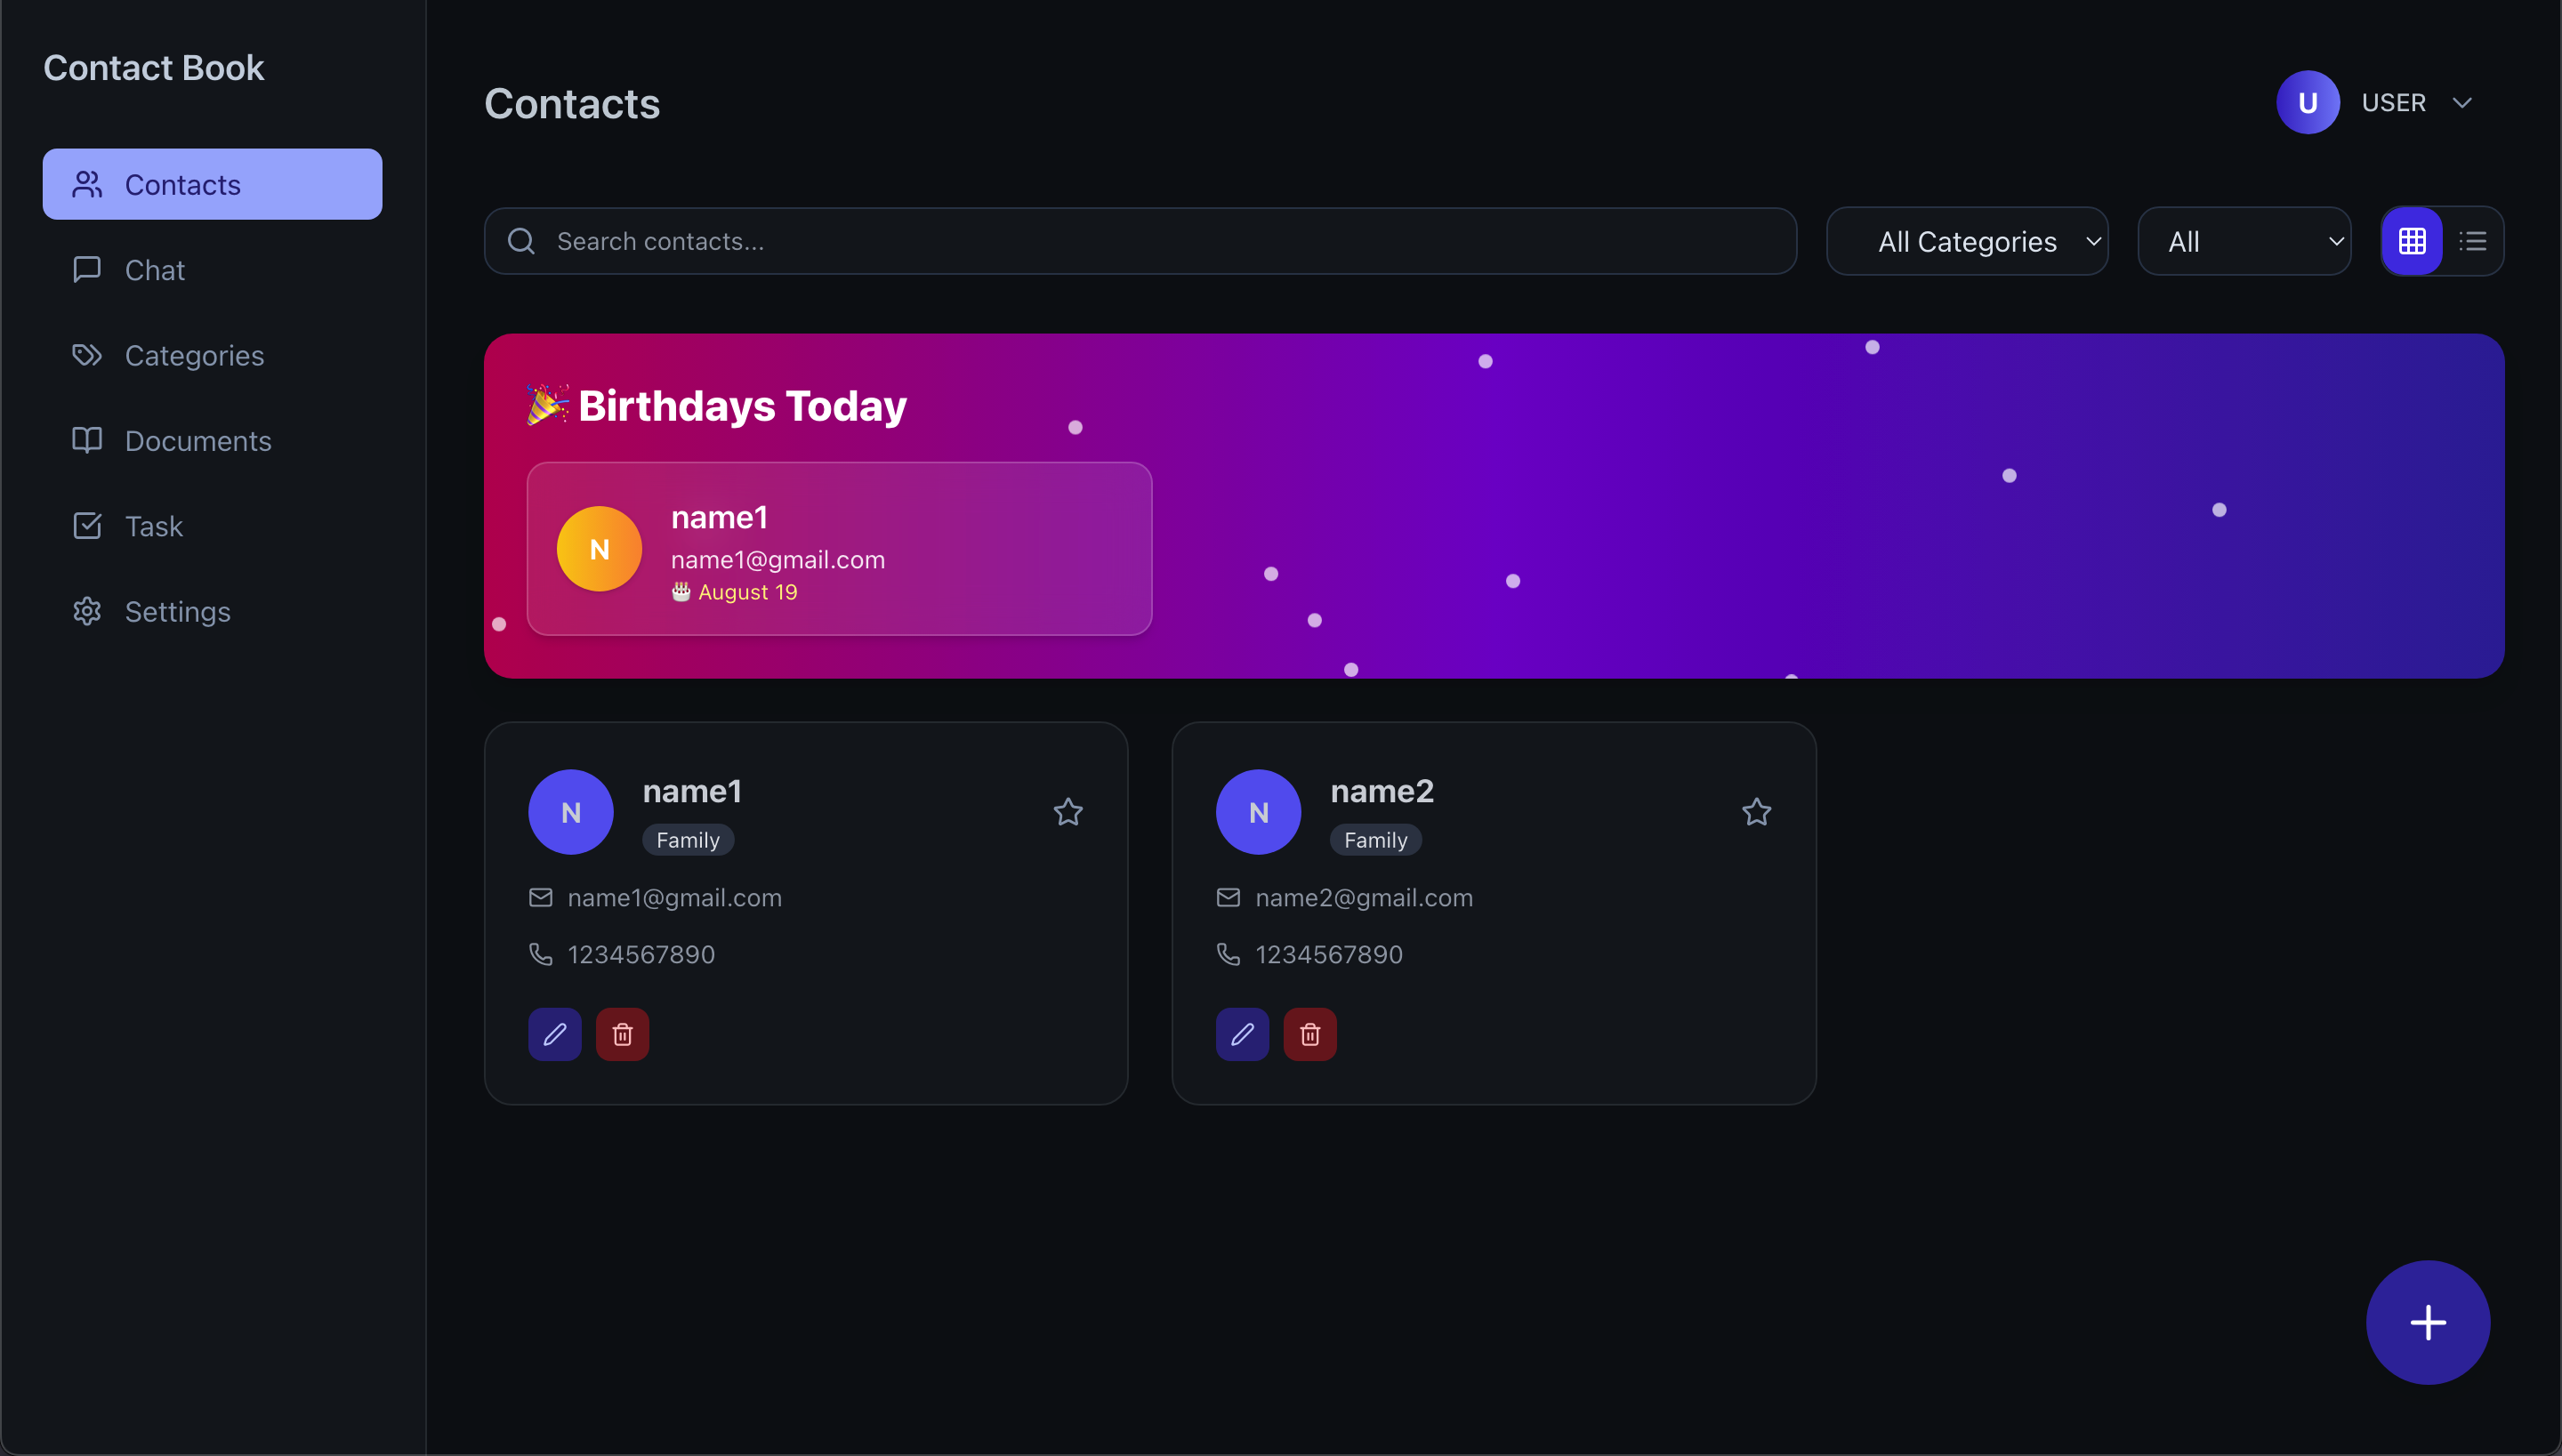 Contact Book
Contacts
Chat
Categories
Documents
Task
Settings
Contacts
U
USER
Search contacts...
All Categories
All
🎉 Birthdays Today
N
name1
name1@gmail.com
🎂 August 19
N
name1
Family
name1@gmail.com
1234567890
N
name2
Family
name2@gmail.com
1234567890